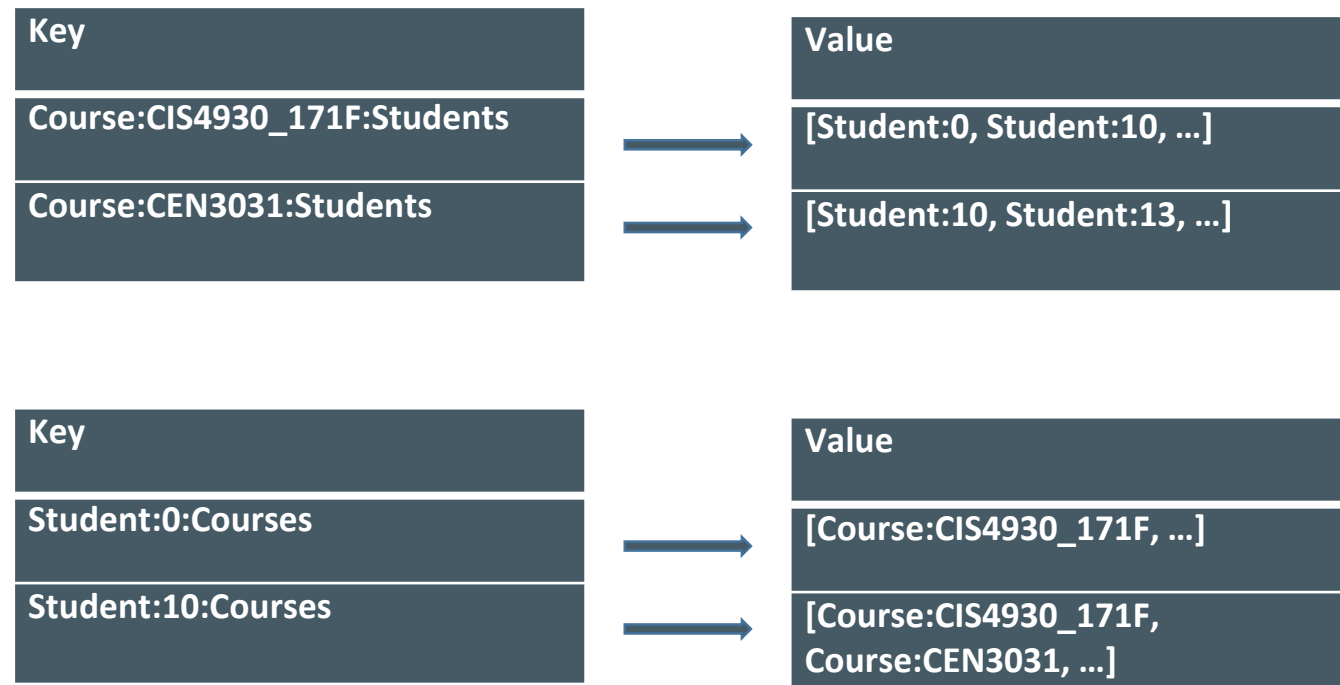 Key
Value
Course:CIS4930_171F:Students
[Student:0, Student:10, …]
Course:CEN3031:Students
[Student:10, Student:13, …]
Key
Value
Student:0:Courses
[Course:CIS4930_171F, …]
Student:10:Courses
[Course:CIS4930_171F,
Course:CEN3031, …]